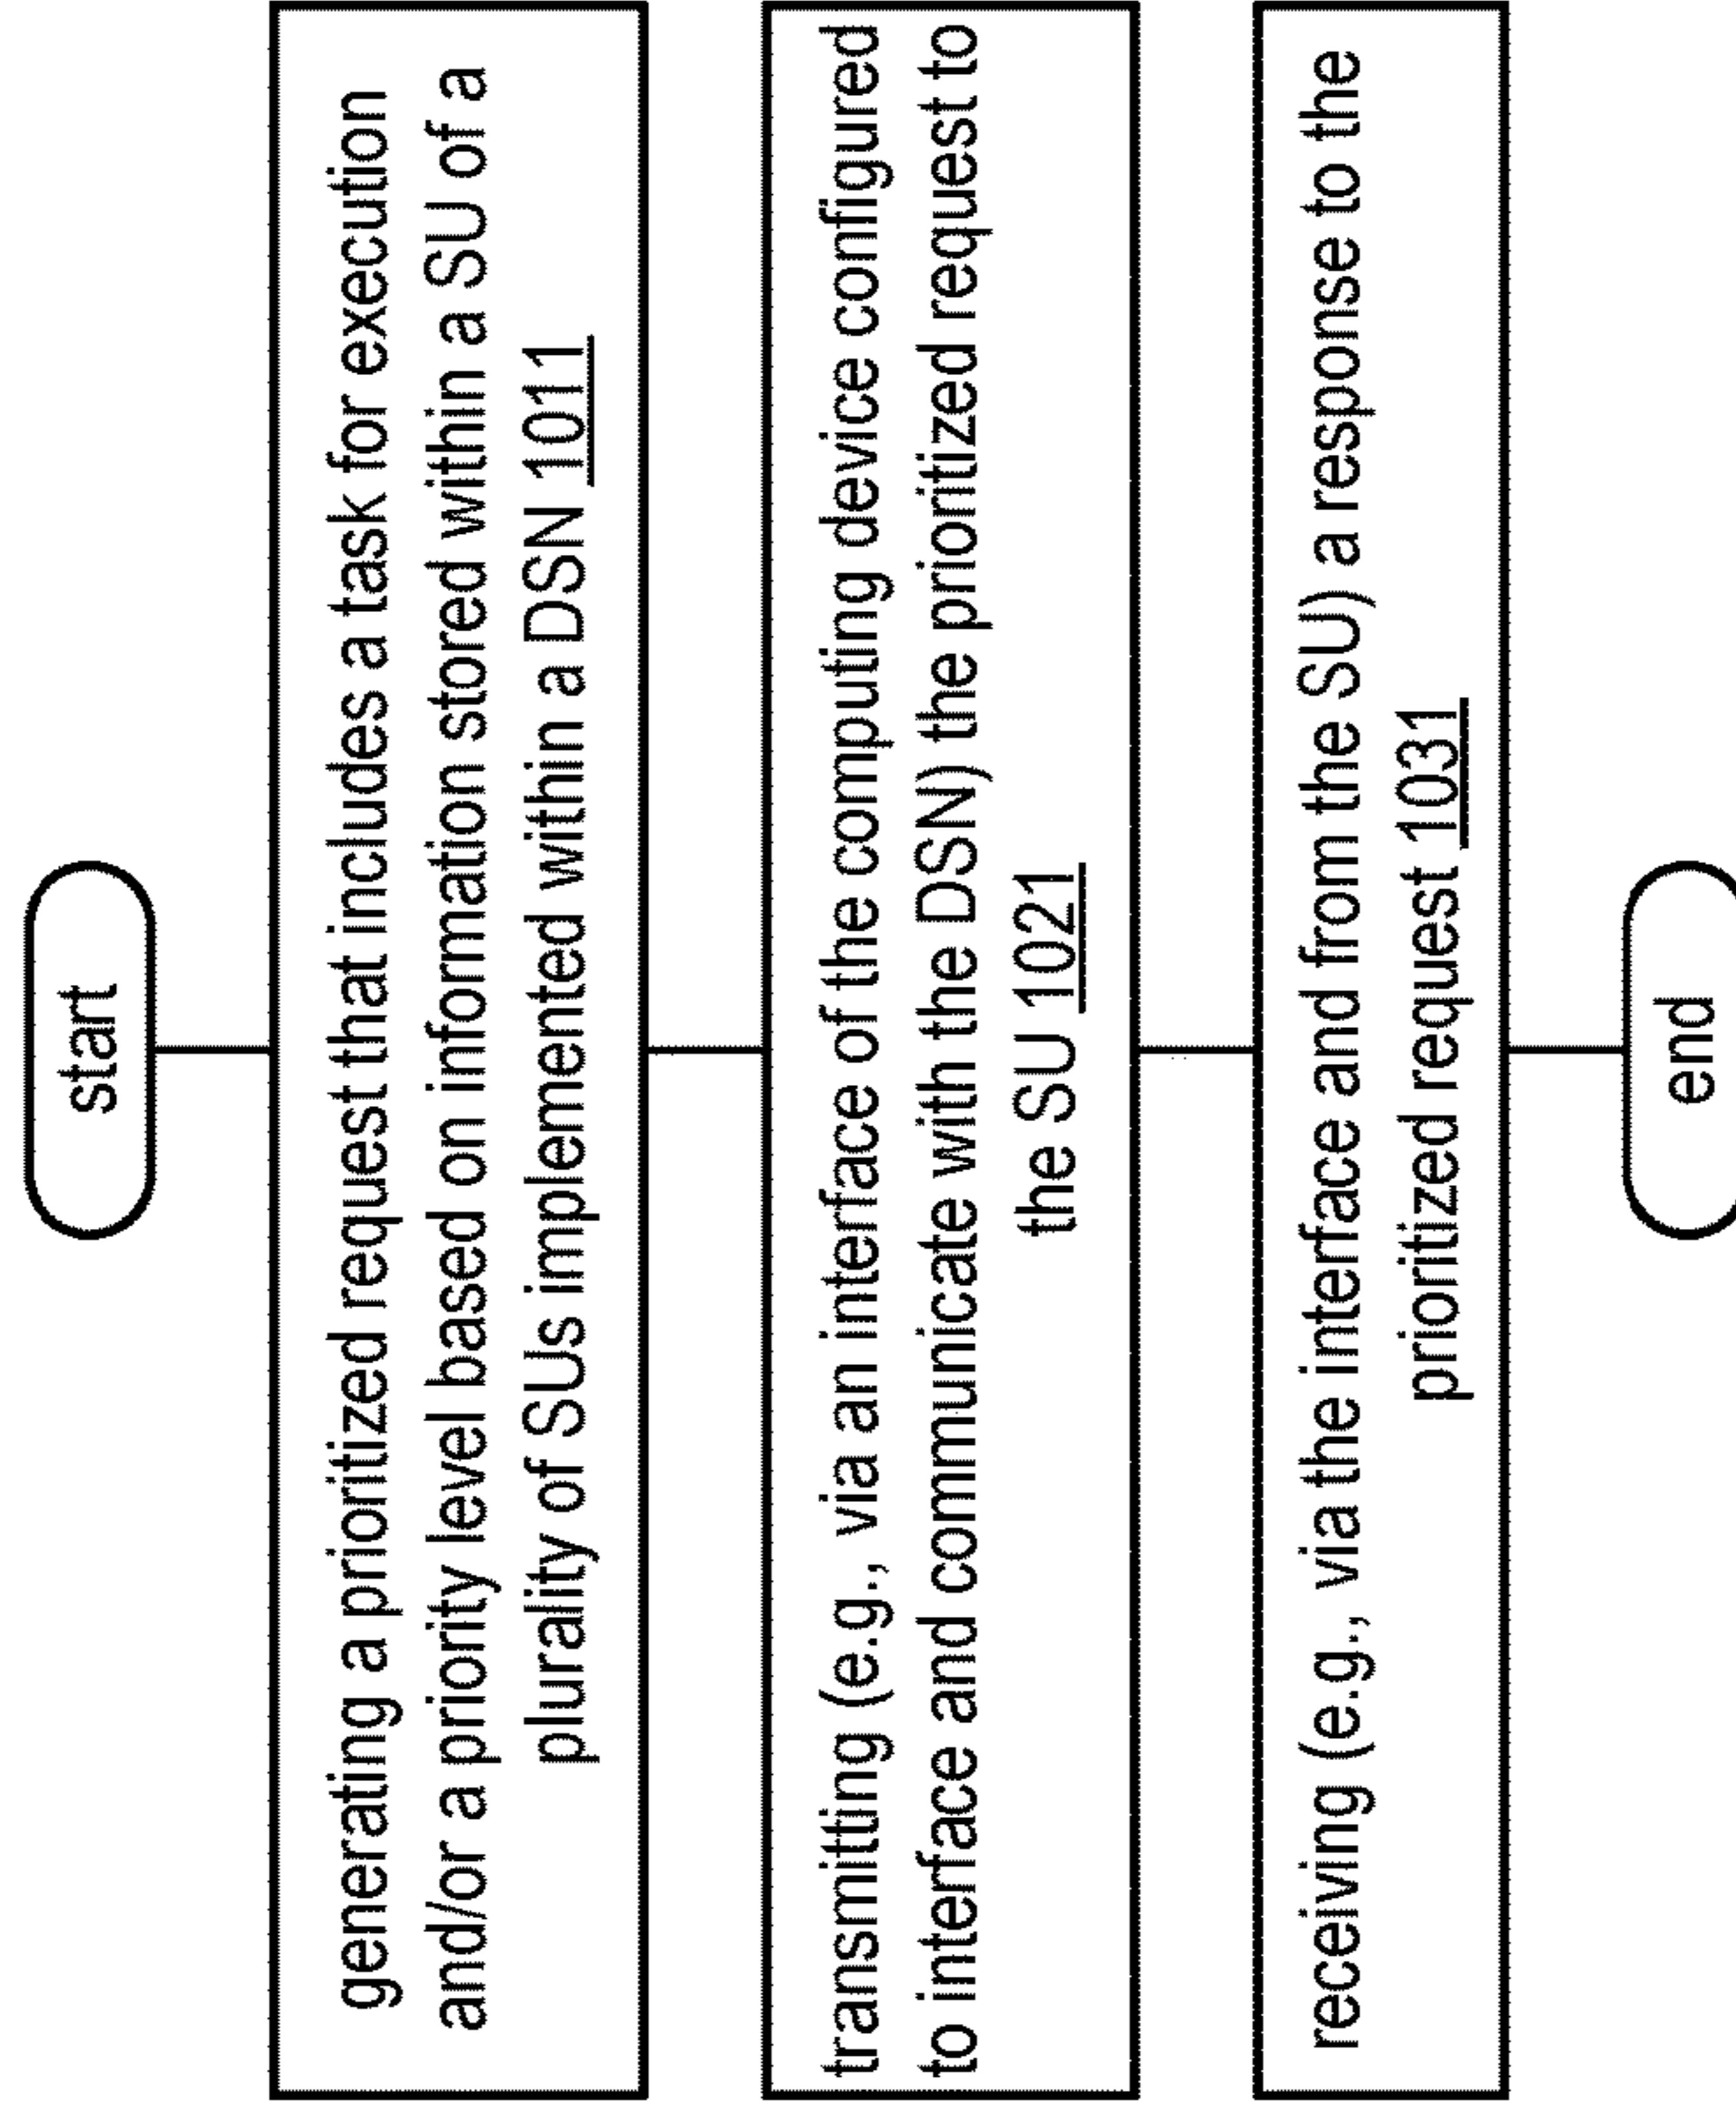 start
generating a prioritized request that includes a task for execution
and/or a priority level based on information stored within a SU of a
plurality of SUs implemented within a DSN 1011
transmitting (e.g., via an interface of the computing device configured
to interface and communicate with the DSN) the prioritized request to
the SU 1021
receiving (e.g., via the interface and from the SU) a response to the
prioritized request 1031
end